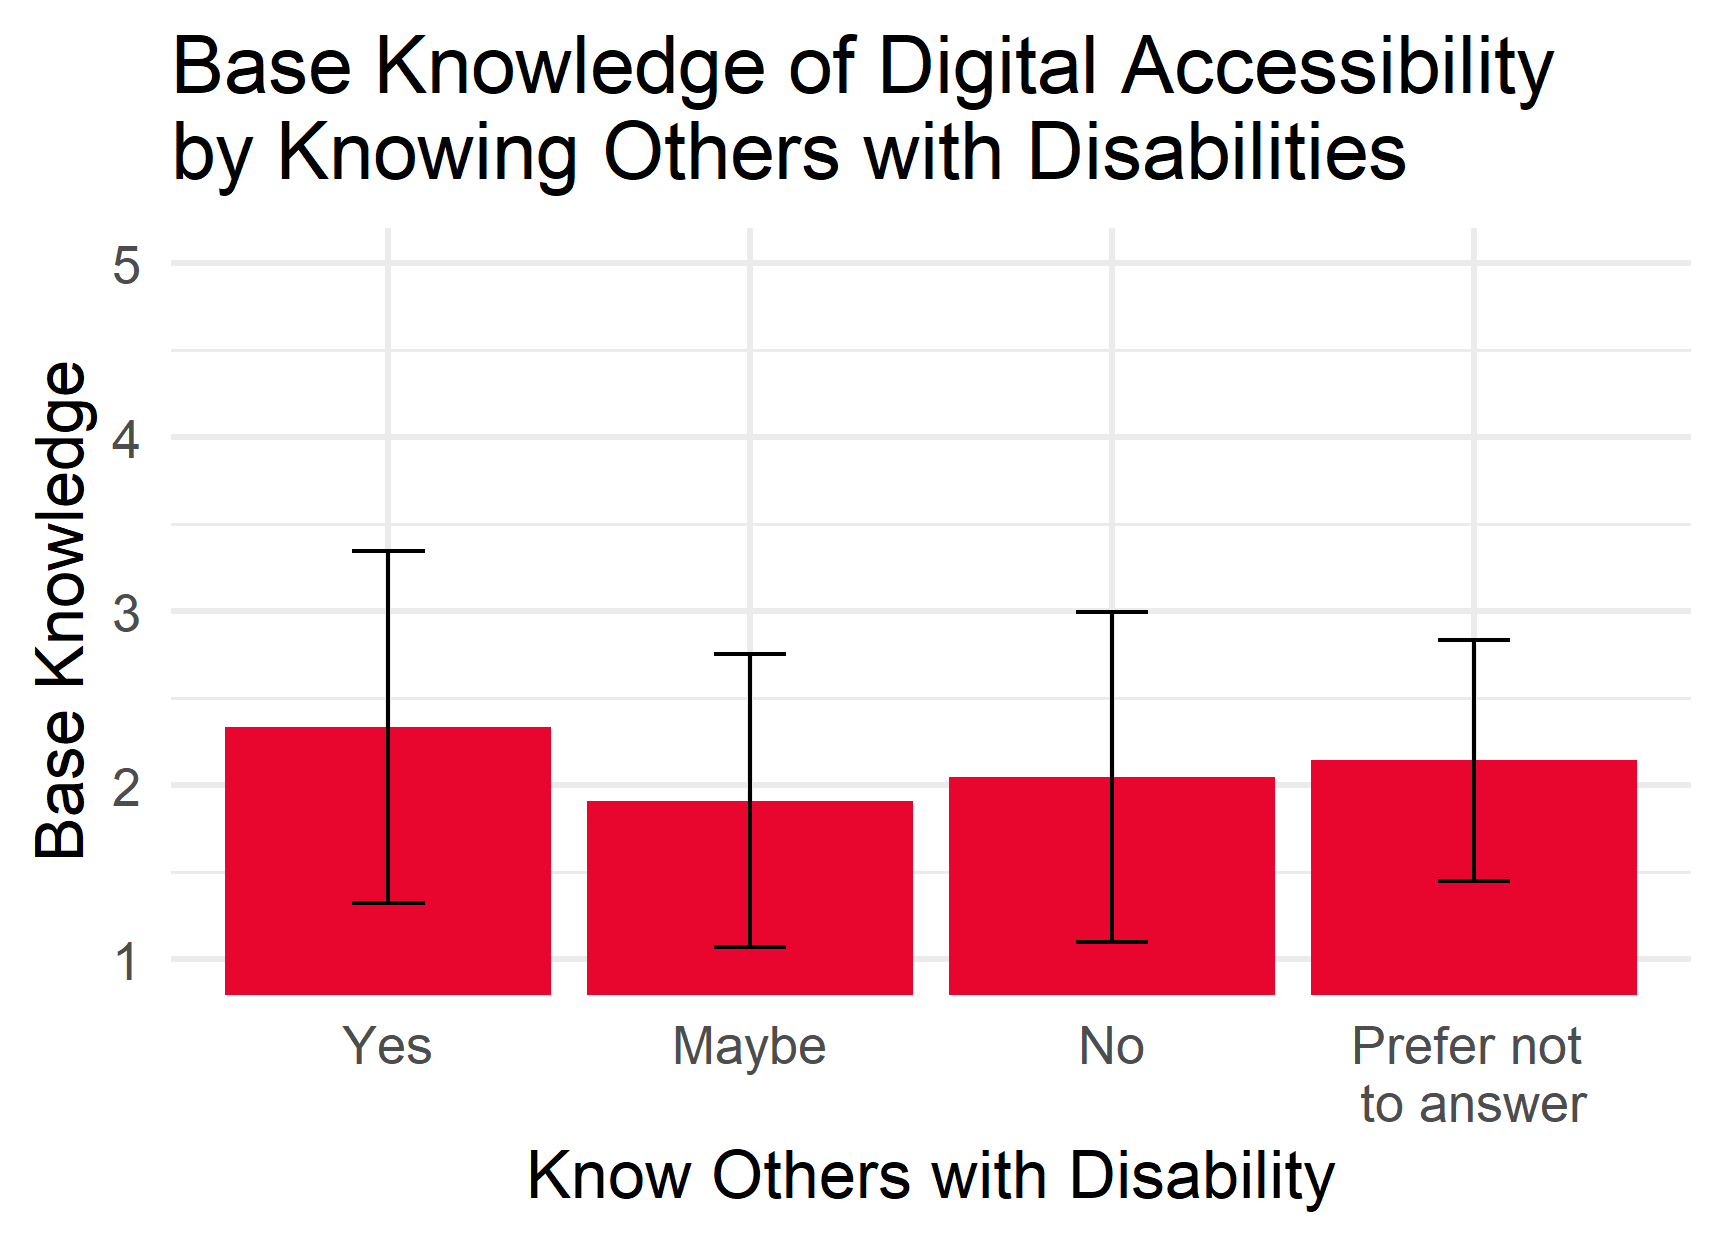 Base Knowledge of Digital Accessibility
by Knowing Others with Disabilities
Base Knowledge
5
4
3
2
1
Yes
Maybe
No
Prefer not
to answer
Know Others with Disability